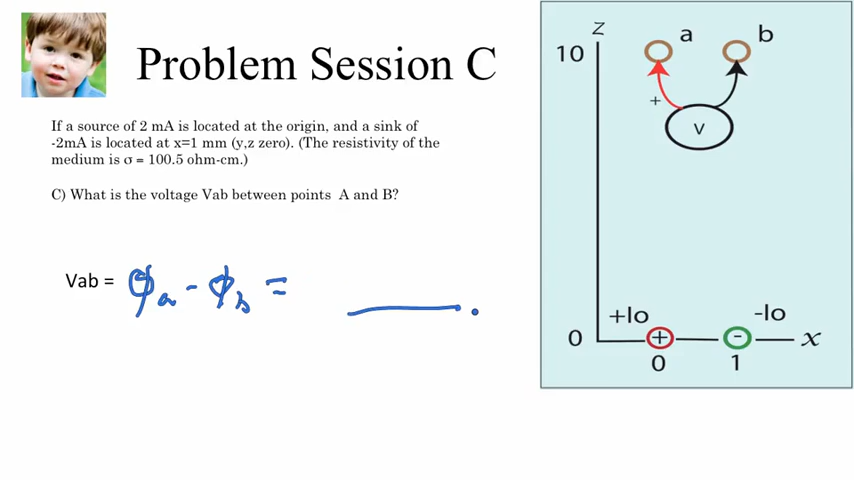 Problem Session C
If a source of 2 mA is located at the origin, and a sink of
-2mA is located at x=1 mm (y,z zero). (The resistivity of the
medium is σ = 100.5 ohm-cm.)
C) What is the voltage Vab between points A and B?
Vab = ϕa - ϕb =
z
10
a
b
+
v
+Io
-Io
0
+
-
x
0
1